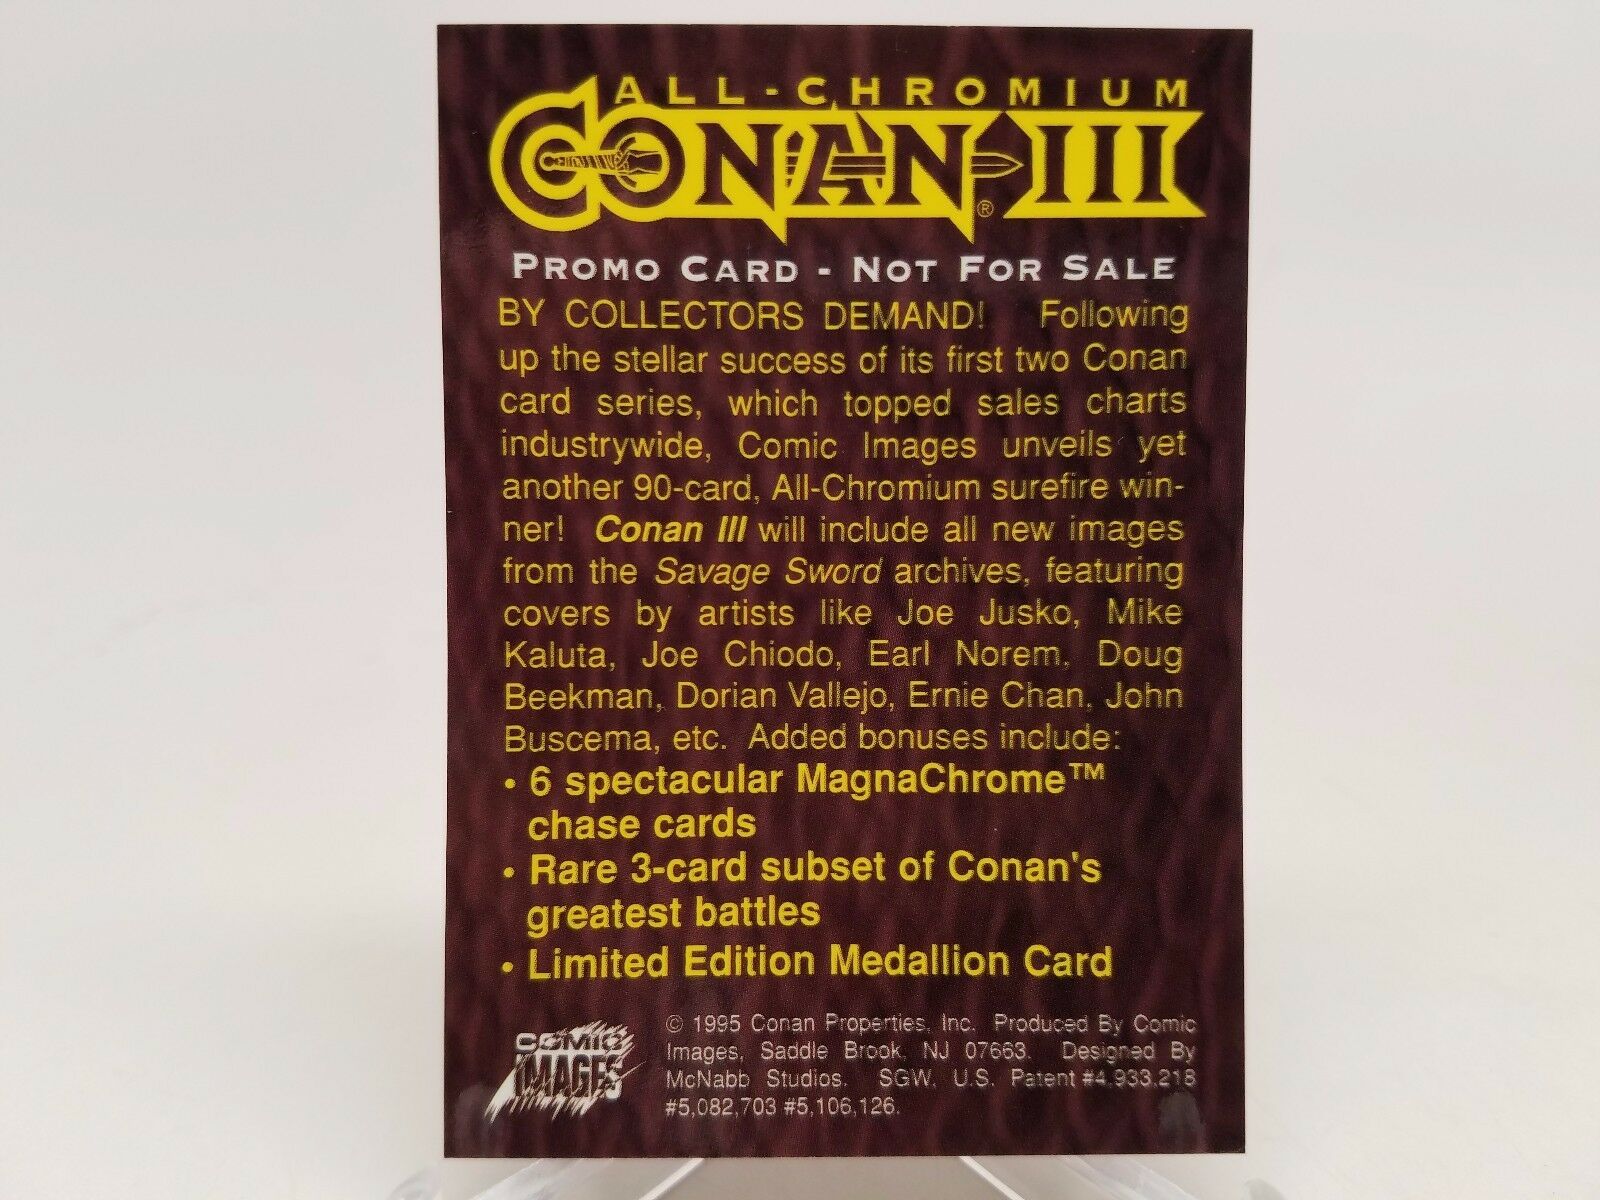 ALL-CHROMIUM
CONAN® III
PROMO CARD - NOT FOR SALE
BY COLLECTORS DEMAND! Following
up the stellar success of its first two Conan
card series, which topped sales charts
industrywide, Comic Images unveils yet
another 90-card, All-Chromium surefire win-
ner! Conan III will include all new images
from the Savage Sword archives, featuring
covers by artists like Joe Jusko, Mike
Kaluta, Joe Chiodo, Earl Norem, Doug
Beekman, Dorian Vallejo, Ernie Chan, John
Buscema, etc. Added bonuses include:
• 6 spectacular MagnaChrome™
chase cards
• Rare 3-card subset of Conan's
greatest battles
• Limited Edition Medallion Card
COMIC
IMAGES
© 1995 Conan Properties, Inc. Produced By Comic
Images, Saddle Brook, NJ 07663. Designed By
McNabb Studios. SGW. U.S. Patent #4,933,218
#5,082,703 #5,106,126.